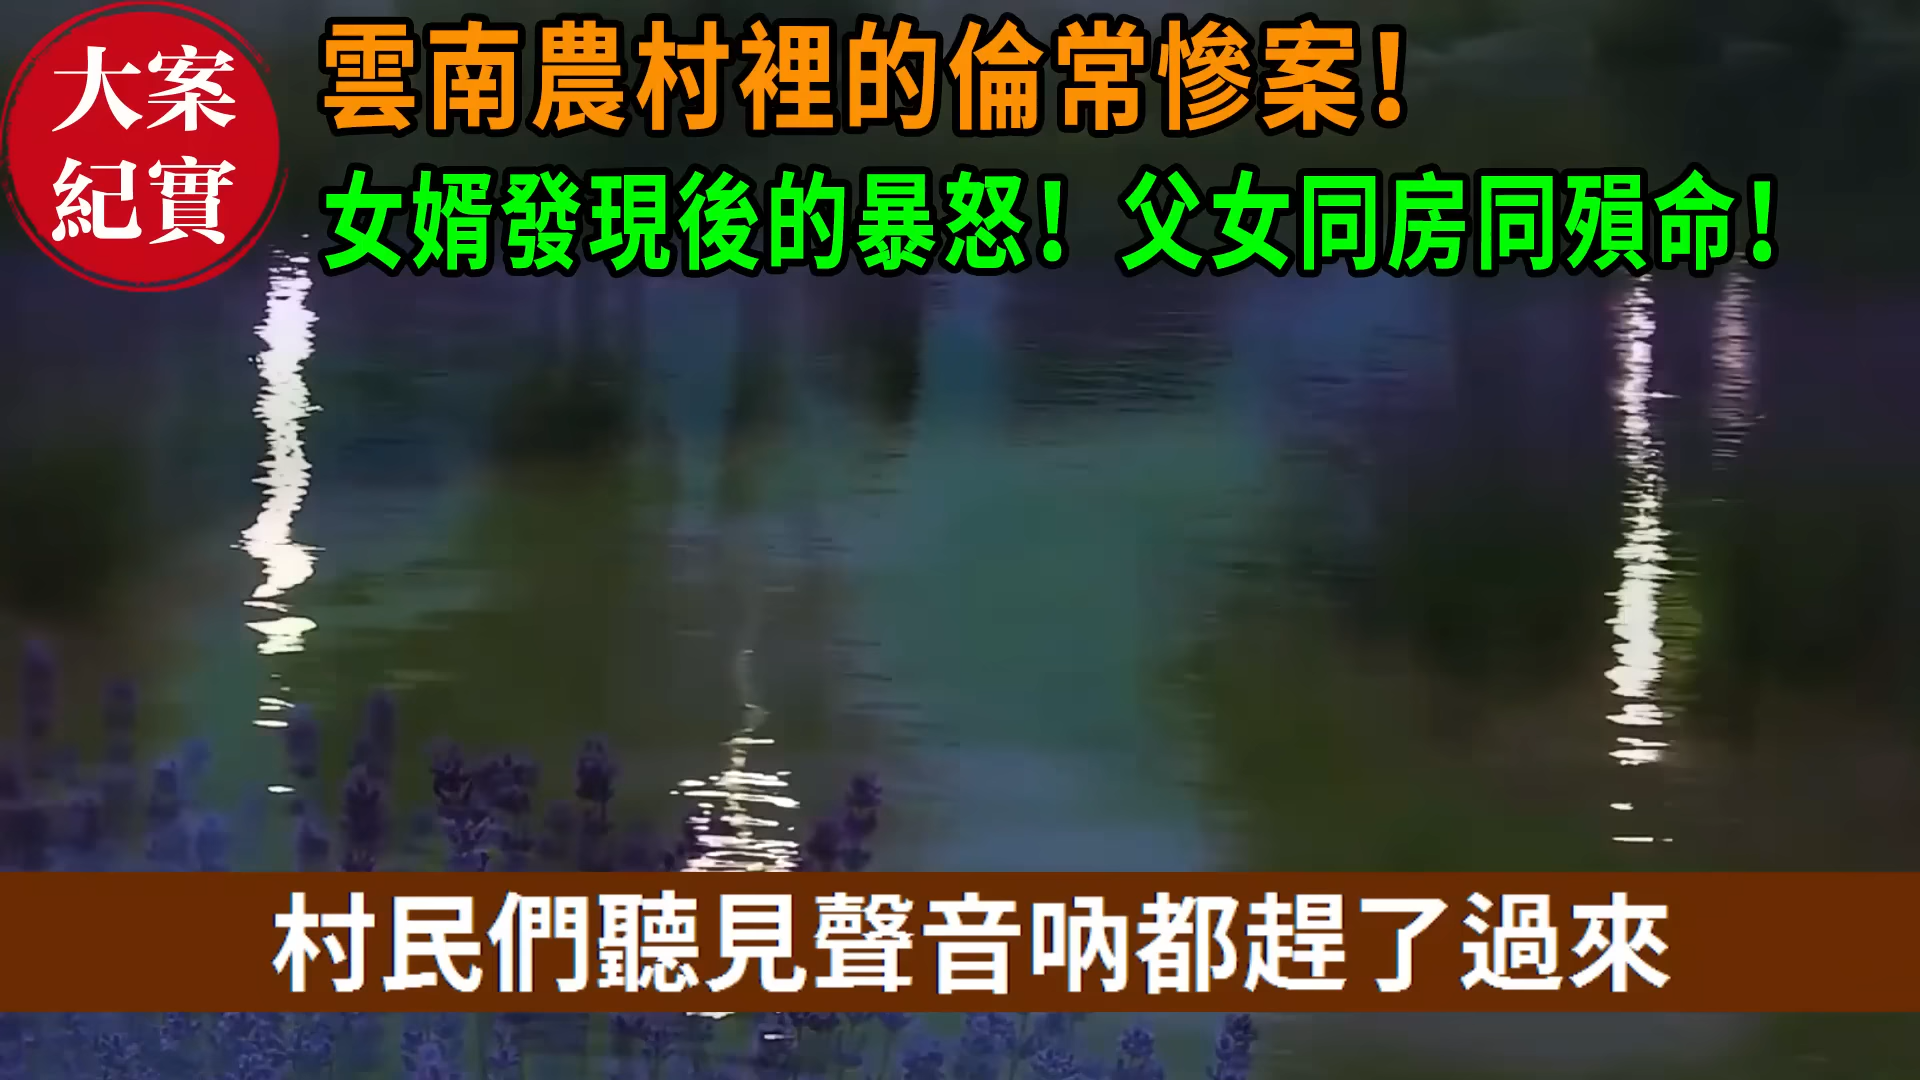 大案
紀實
雲南農村裡的倫常慘案！
女婿發現後的暴怒！父女同房同殞命！
村民們聽見聲音吶都趕了過來